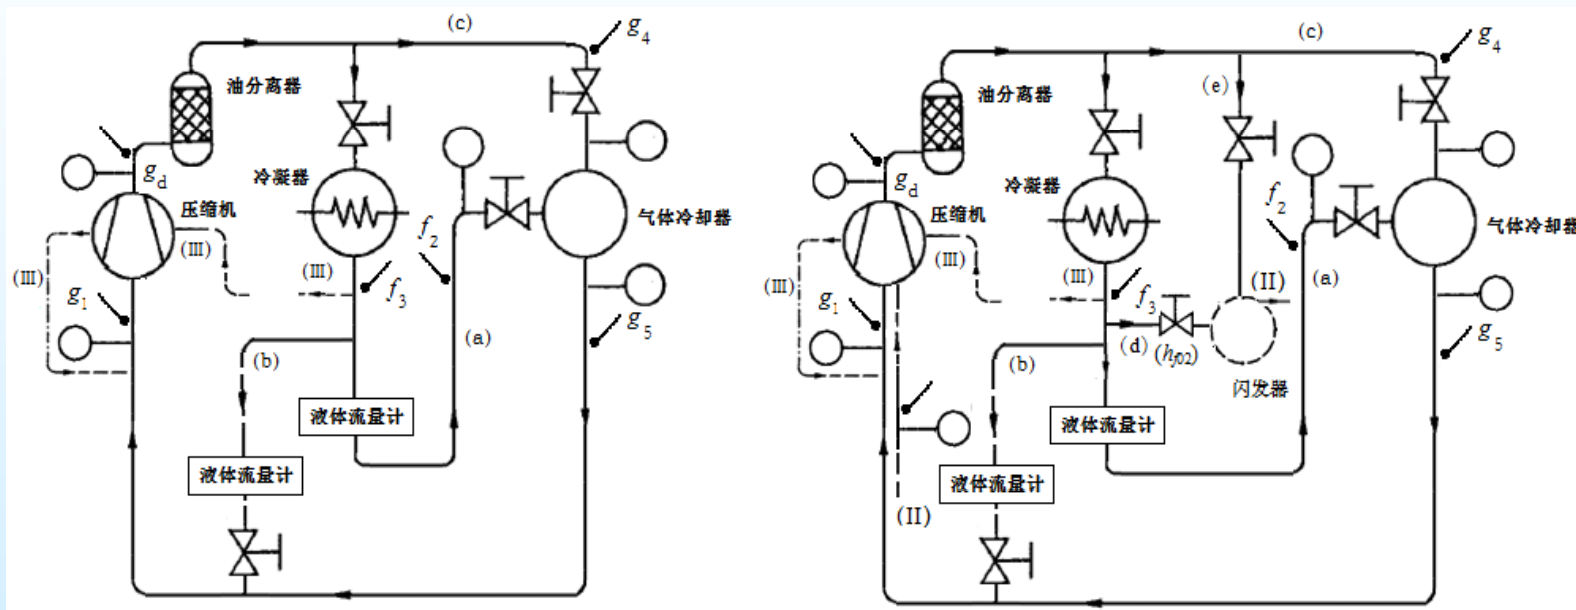 (c)
g4
油分离器
冷凝器
gd
压缩机
气体冷却器
(III)
(III)
(III)
f2
f3
g1
g5
(b)
(a)
液体流量计
液体流量计
(c)
g4
(e)
油分离器
冷凝器
gd
压缩机
f2
气体冷却器
(III)
(III)
(III)
(II)
(a)
g1
f3
g5
(b)
(d)
(hf02)
闪发器
液体流量计
液体流量计
(II)